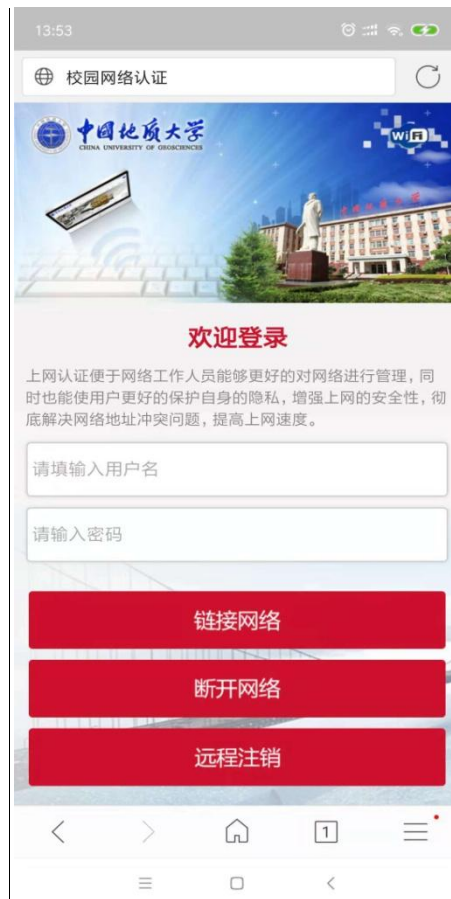 13:53
校园网络认证
中国地质大学
CHINA UNIVERSITY OF GEOSCIENCES
WiFi
欢迎登录
上网认证便于网络工作人员能够更好的对网络进行管理，同
时也能使用户更好的保护自身的隐私，增强上网的安全性，彻
底解决网络地址冲突问题，提高上网速度。
请填输入用户名
请输入密码
链接网络
断开网络
远程注销
1